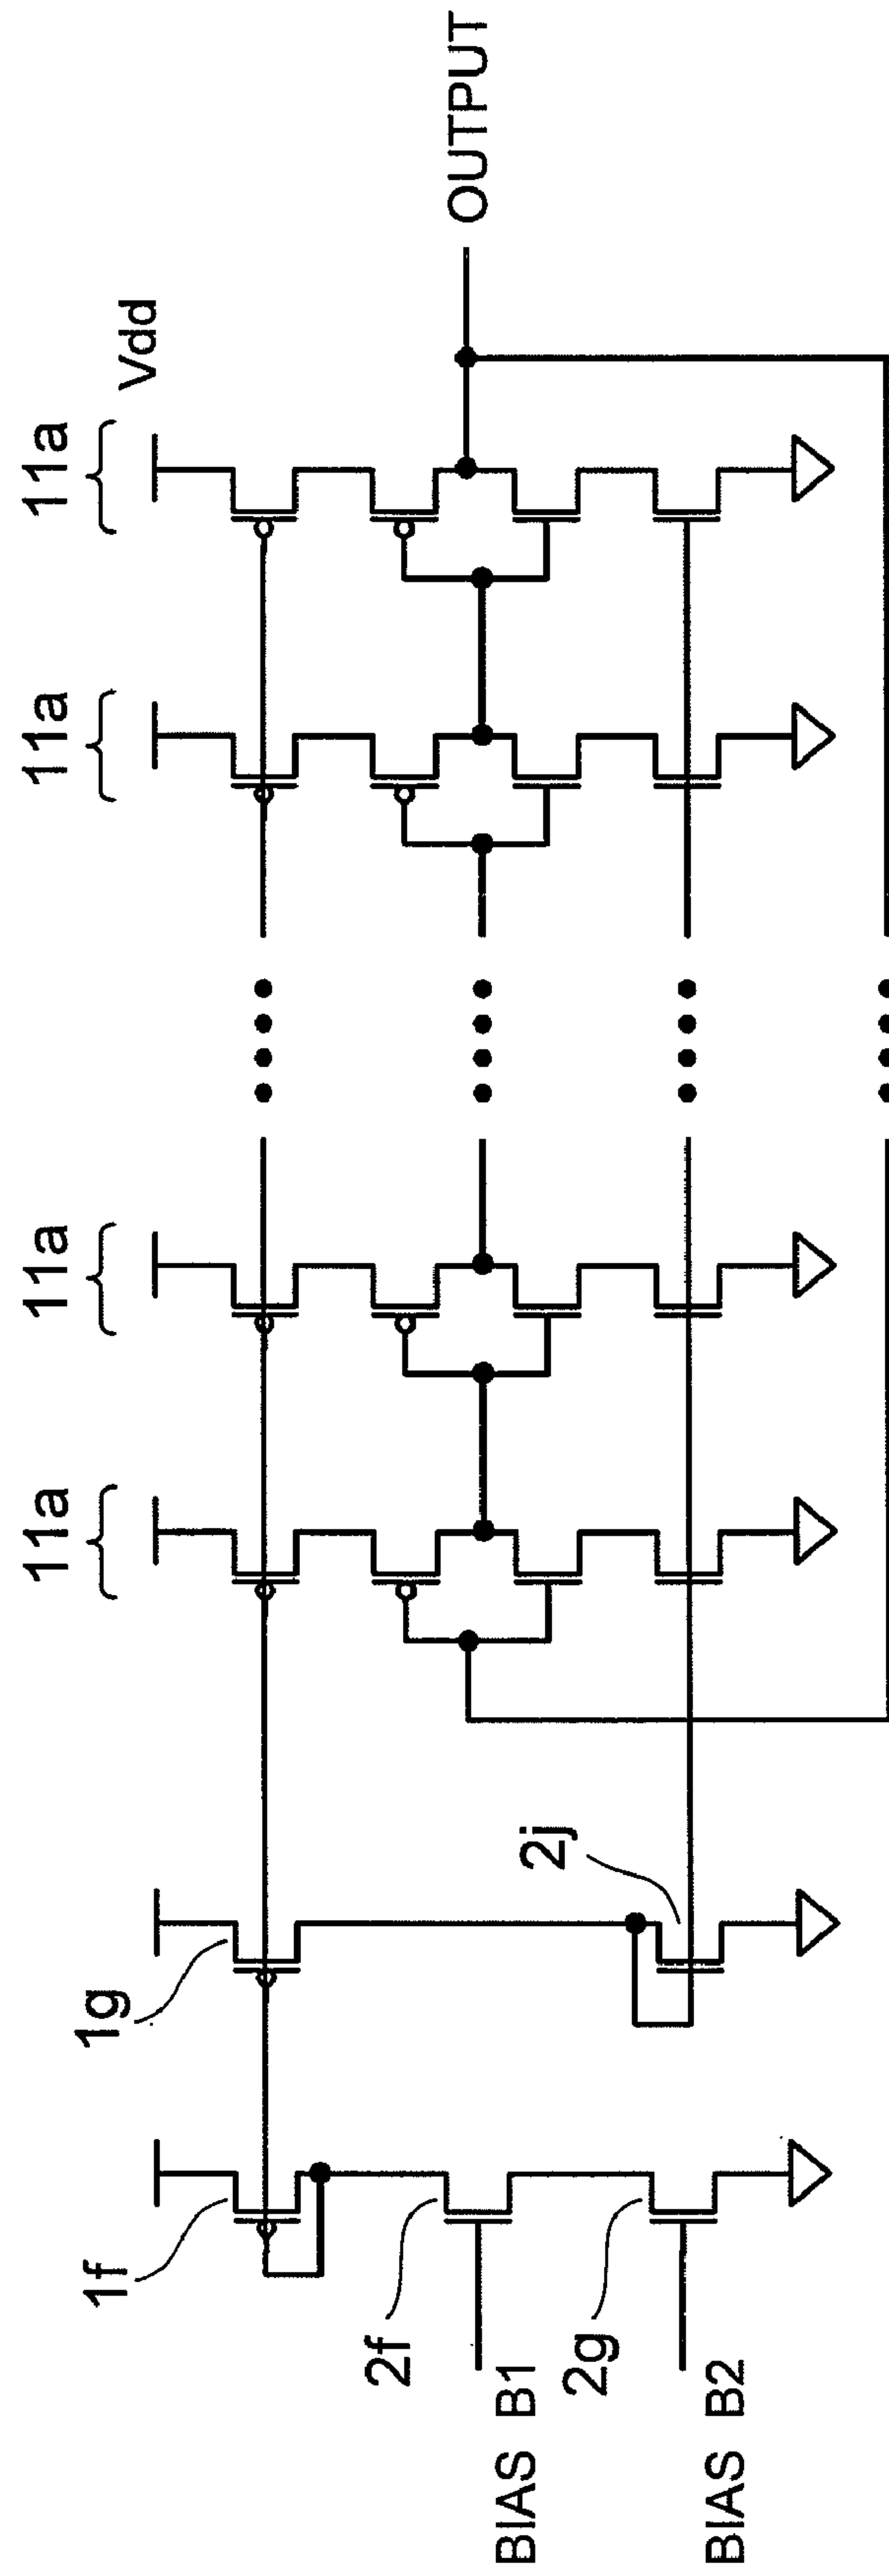 BIAS B1
BIAS B2
1f
2f
2g
1g
2j
11a
11a
11a
11a
Vdd
OUTPUT